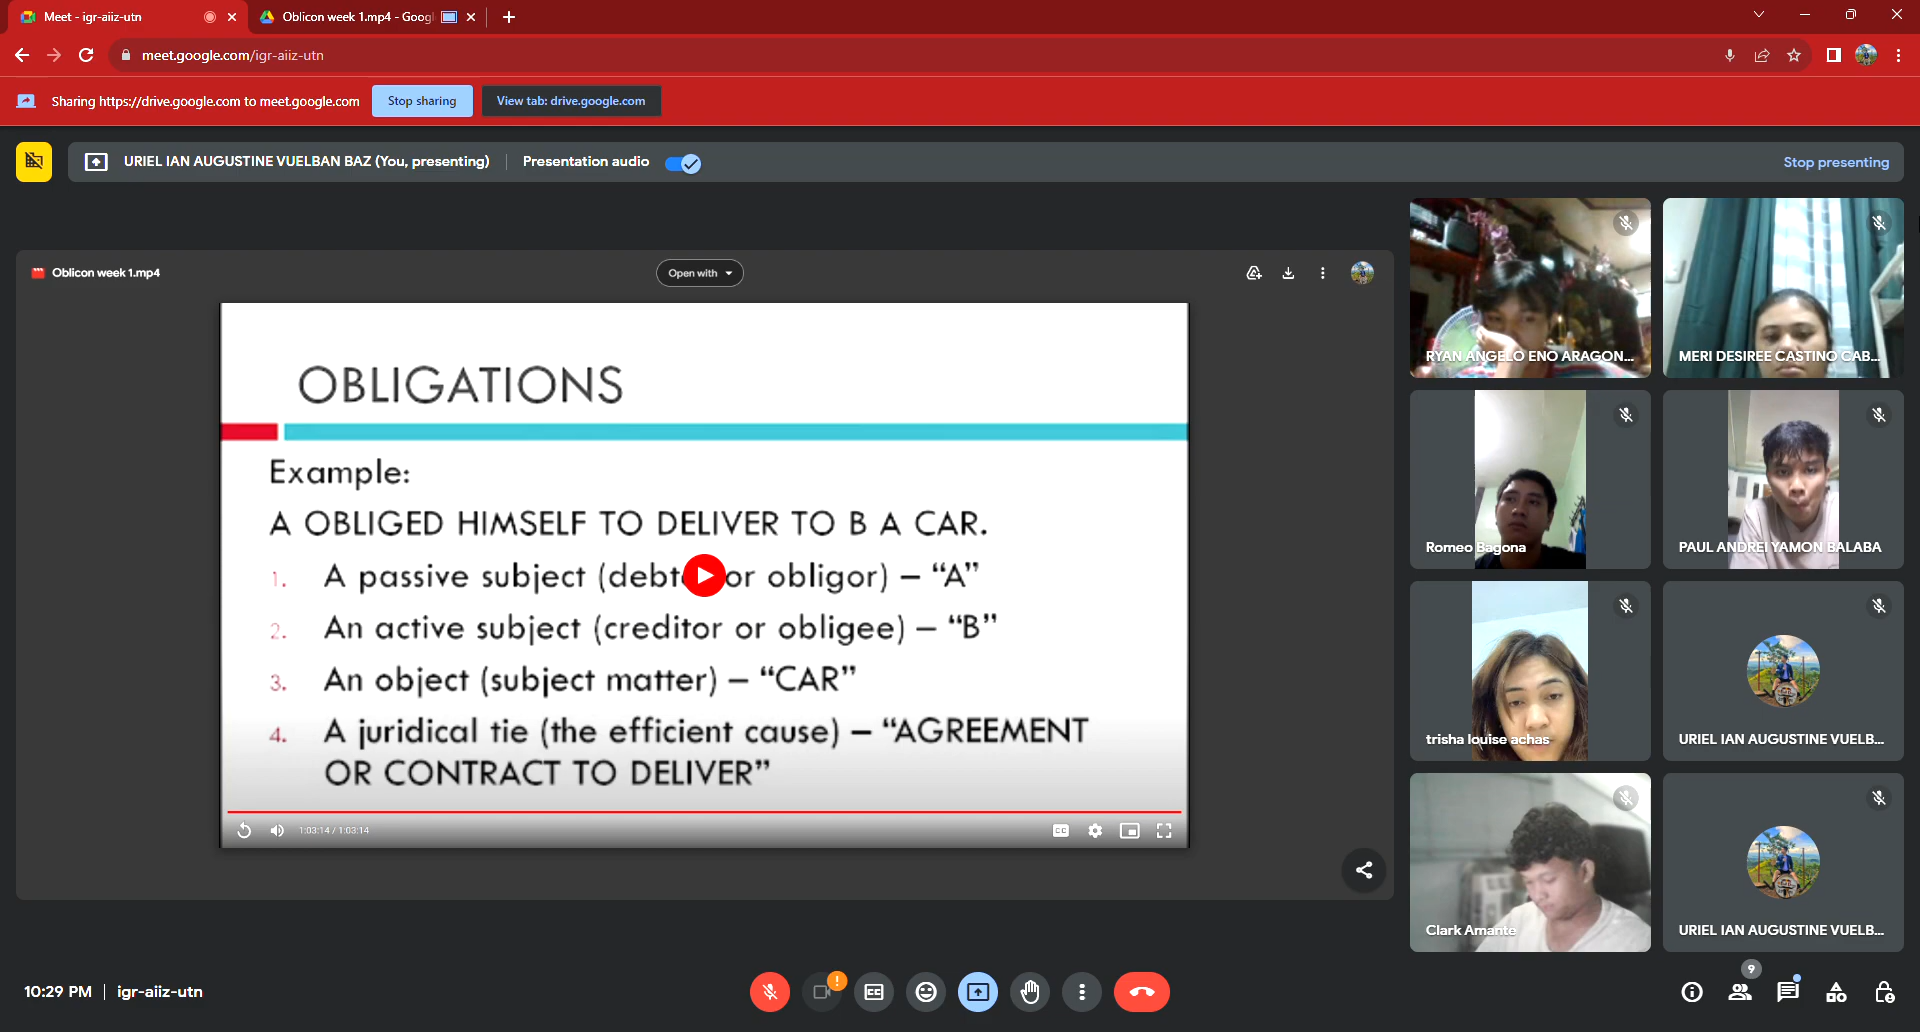 Meet - igr-aiiz-utn
Oblicon week 1.mp4 - Googl
meet.google.com/igr-aiiz-utn
Sharing https://drive.google.com to meet.google.com
Stop sharing
View tab: drive.google.com
URIEL IAN AUGUSTINE VUELBAN BAZ (You, presenting)
Presentation audio
Stop presenting
Oblicon week 1.mp4
Open with
OBLIGATIONS
Example:
A OBLIGED HIMSELF TO DELIVER TO B A CAR.
1. A passive subject (debt or obligor) – “A”
2. An active subject (creditor or obligee) – “B”
3. An object (subject matter) – “CAR”
4. A juridical tie (the efficient cause) – “AGREEMENT
OR CONTRACT TO DELIVER”
1:03:14 / 1:03:14
CC
RYAN ANGELO ENO ARAGON...
MERI DESIREE CASTINO CAB...
Romeo Bagona
PAUL ANDREI YAMON BALABA
trisha louise achas
URIEL IAN AUGUSTINE VUELB...
Clark Amante
URIEL IAN AUGUSTINE VUELB...
10:29 PM | igr-aiiz-utn
9